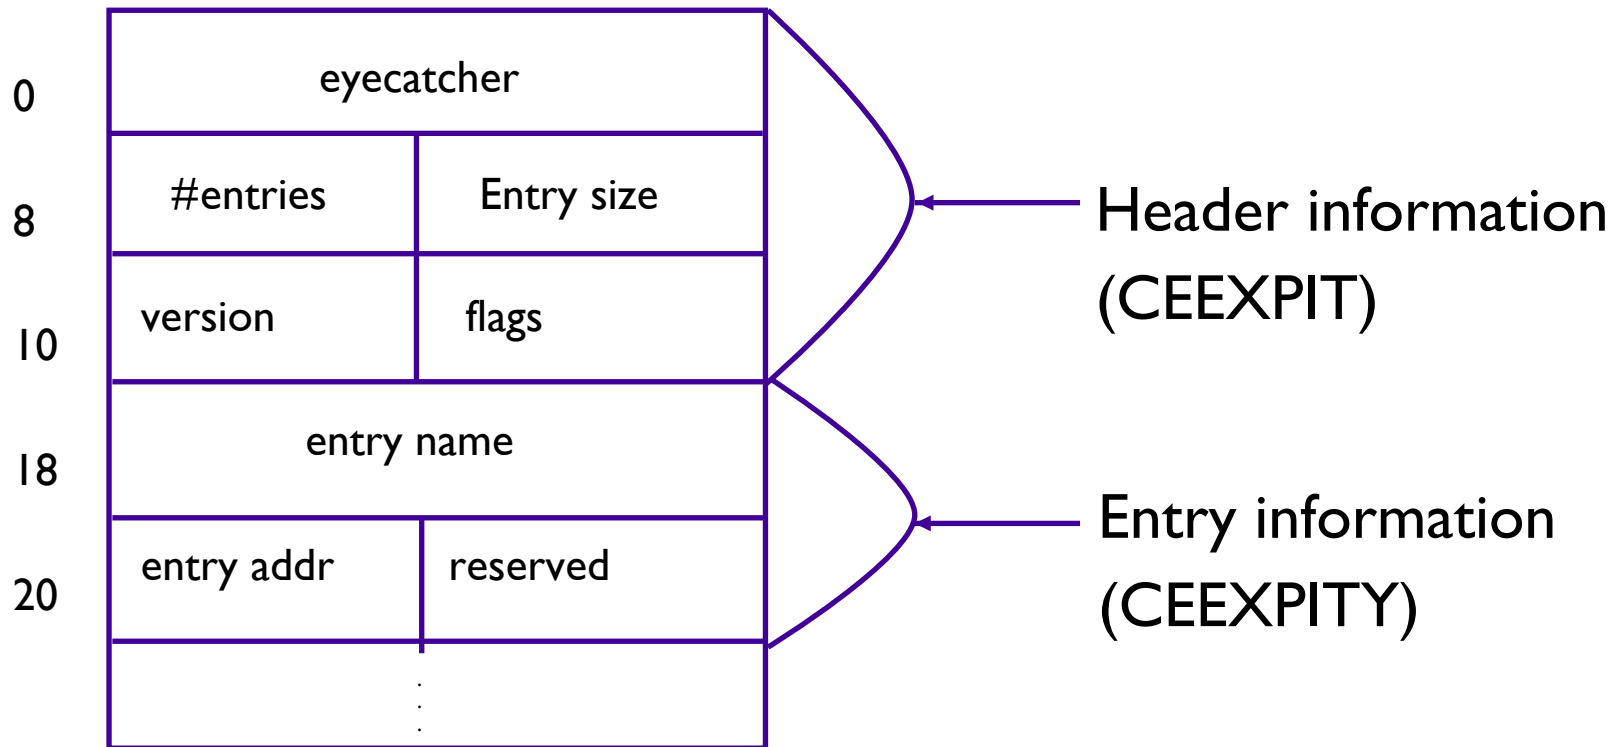 eyecatcher
0
#entries
Entry size
8
version
flags
10
entry name
18
entry addr
reserved
20
.
.
.
Header information
(CEEXPIT)
Entry information
(CEEXPITY)